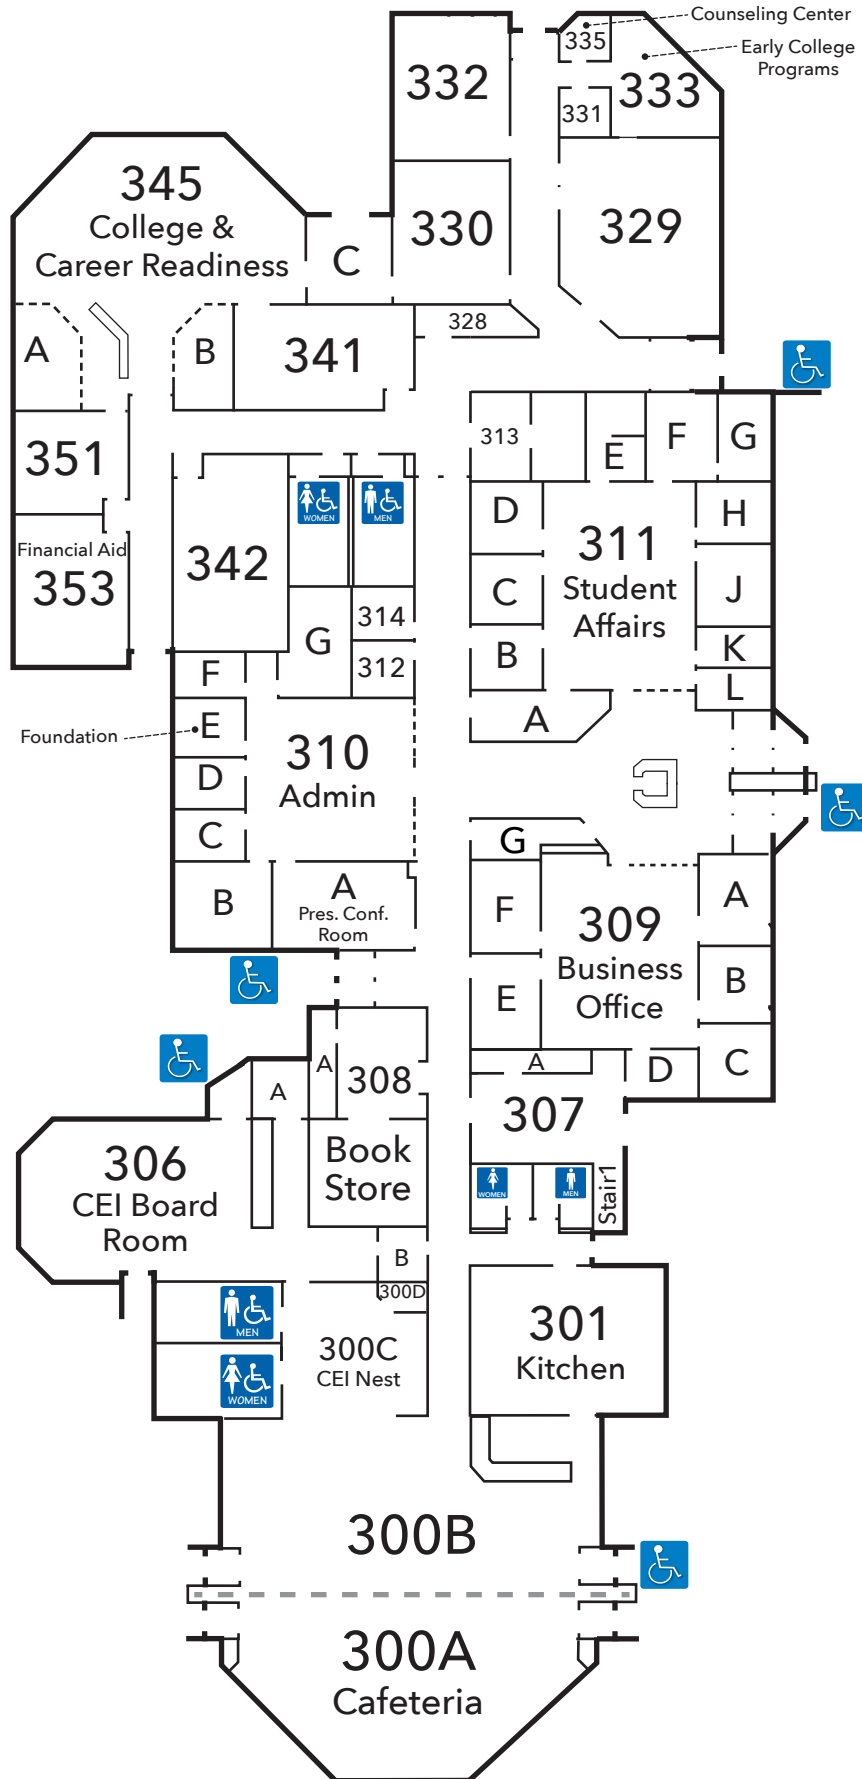 Counseling Center
335
Early College
Programs
332
333
331
345
College &
Career Readiness
C
330
329
A
B
341
328
351
313
E
F
G
WOMEN
MEN
D
H
Financial Aid
353
342
311
Student
Affairs
C
J
G
314
312
B
K
L
F
A
Foundation
E
310
Admin
D
C
G
B
A
Pres. Conf.
Room
F
309
Business
Office
A
B
E
C
A
D
A
A
308
307
306
CEI Board
Room
Book
Store
WOMEN
MEN
Stair1
B
300D
MEN
300C
CEI Nest
WOMEN
301
Kitchen
300B
300A
Cafeteria